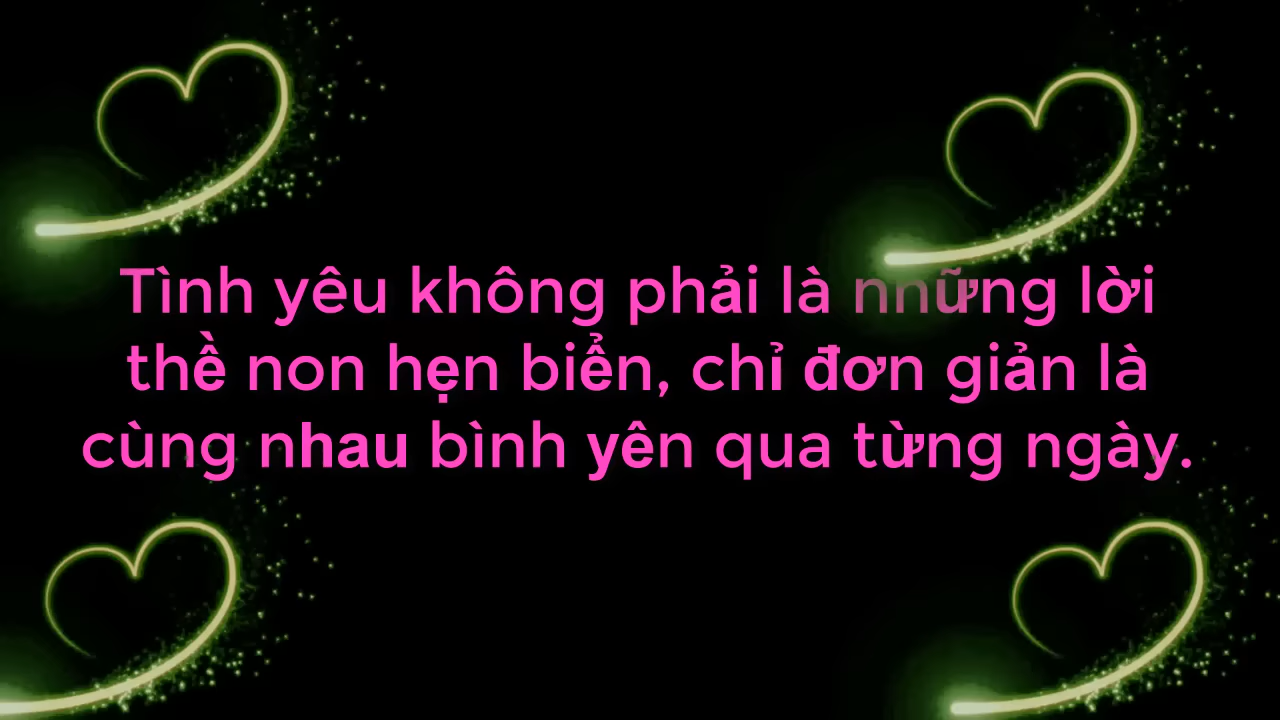 Tình yêu không phải là những lời
thề non hẹn biển, chỉ đơn giản là
cùng nhau bình yên qua từng ngày.